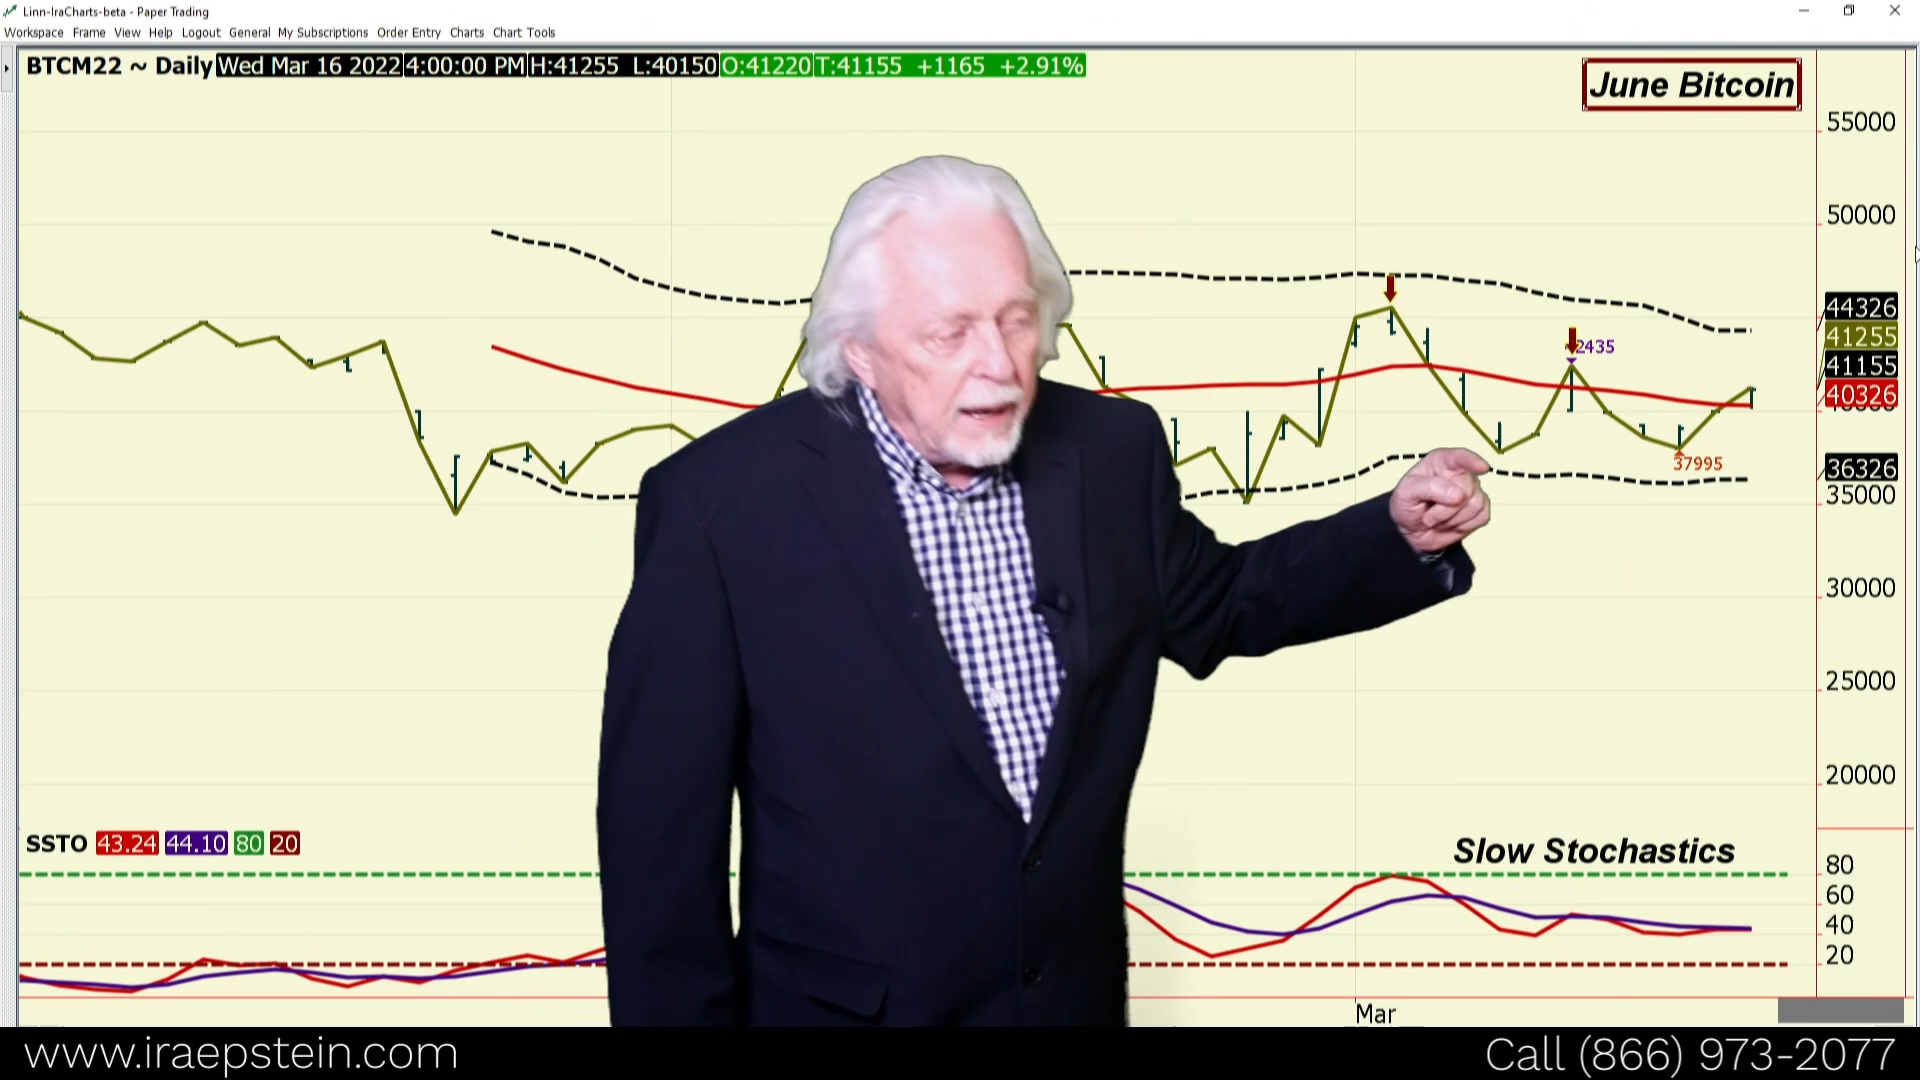 Linn-IraCharts-beta - Paper Trading
Workspace Frame View Help Logout General My Subscriptions Order Entry Charts Chart Tools
BTCM22 ~ Daily Wed Mar 16 2022 4:00:00 PM H:41255 L:40150 O:41220 T:41155 +1165 +2.91%
June Bitcoin
55000
50000
44326
41255
2435
41155
40326
37995
36326
35000
30000
25000
20000
SSTO 43.24 44.10 80 20
Slow Stochastics
80
60
40
20
Mar
www.iraepstein.com
Call (866) 973-2077